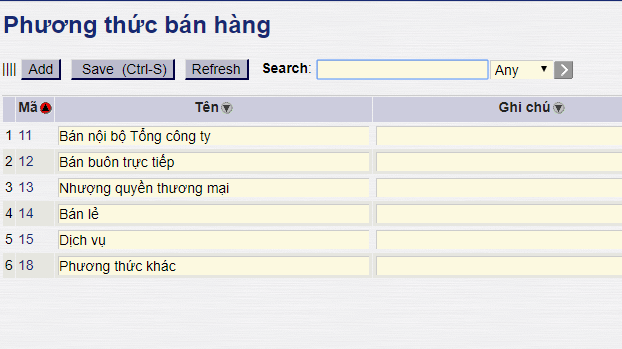 Phương thức bán hàng
Add Save (Ctrl-S) Refresh Search: Any
Mã Tên Ghi chú
1 11 Bán nội bộ Tổng công ty
2 12 Bán buôn trực tiếp
3 13 Nhượng quyền thương mại
4 14 Bán lẻ
5 15 Dịch vụ
6 18 Phương thức khác